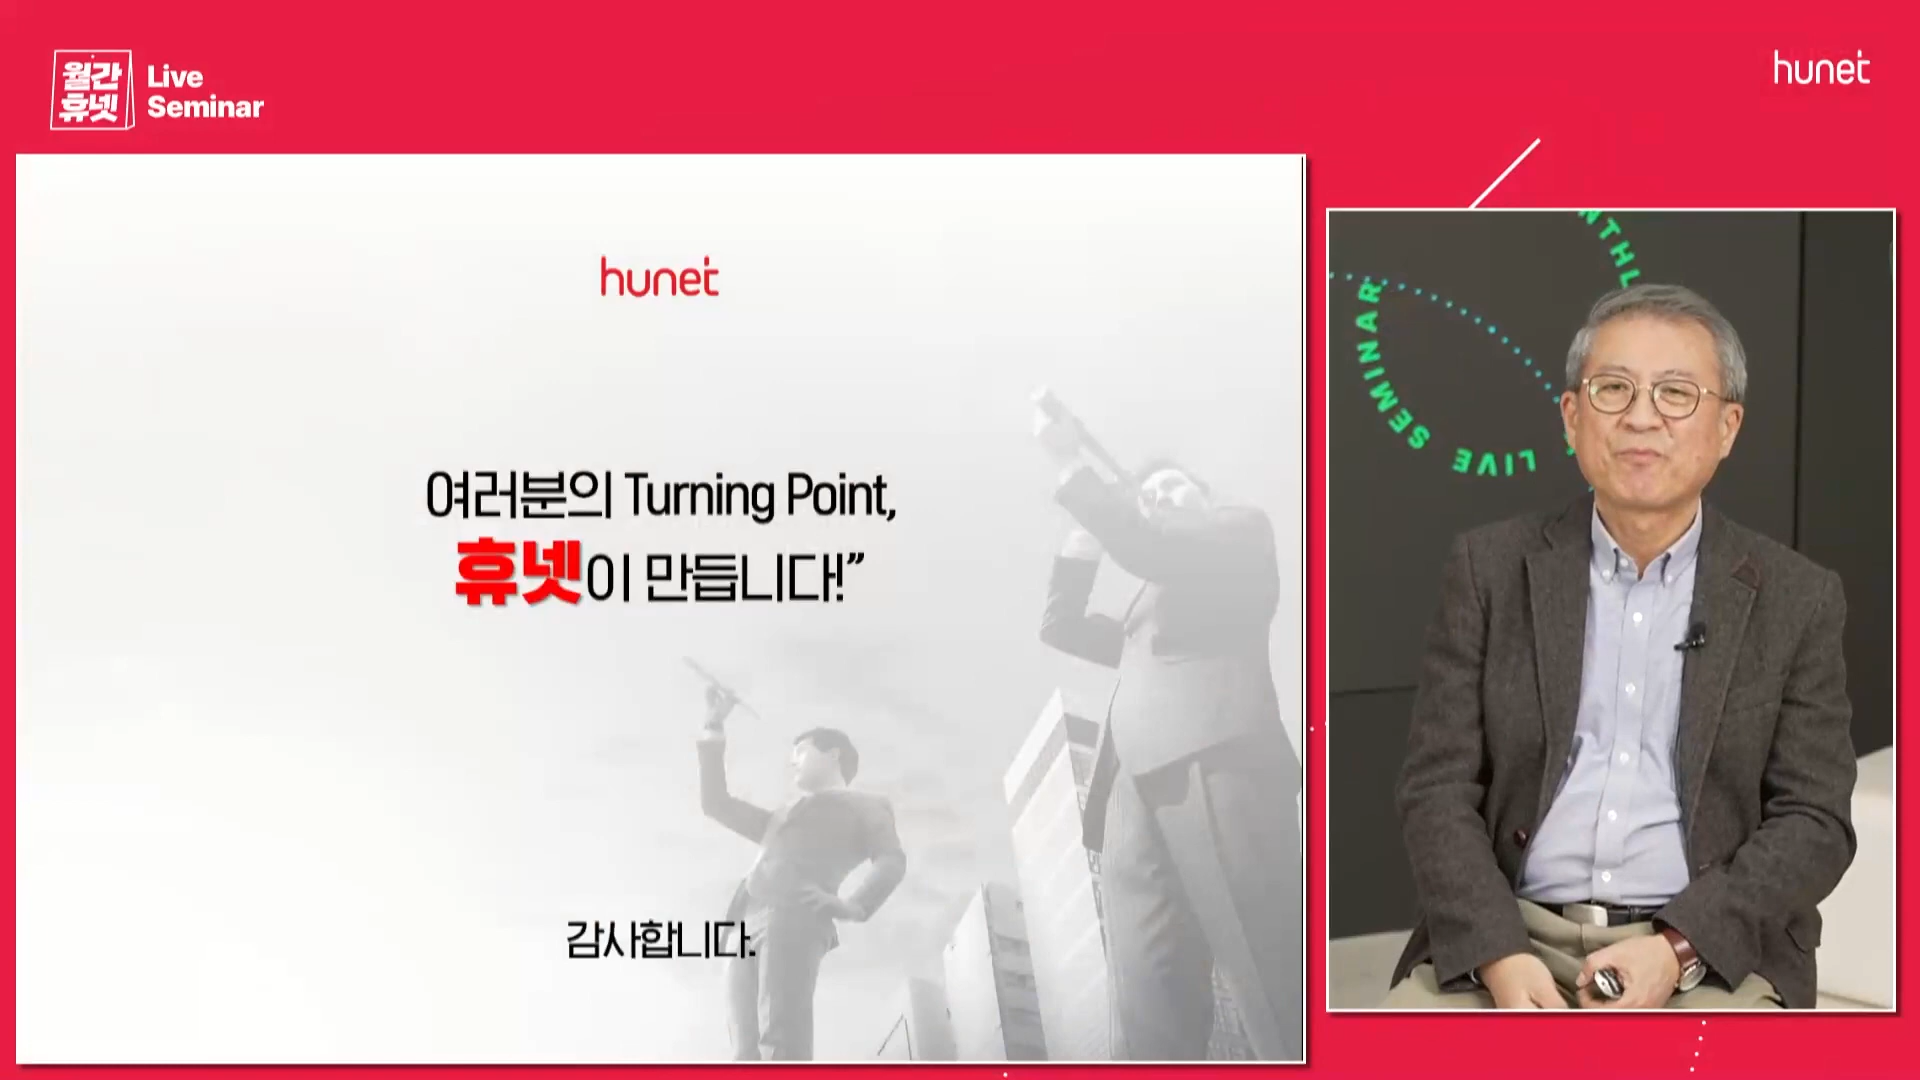 월간
휴넷
Live
Seminar
hunet
hunet
여러분의 Turning Point,
휴넷이 만듭니다!”
감사합니다.
NTHL
LIVE SEMINAR